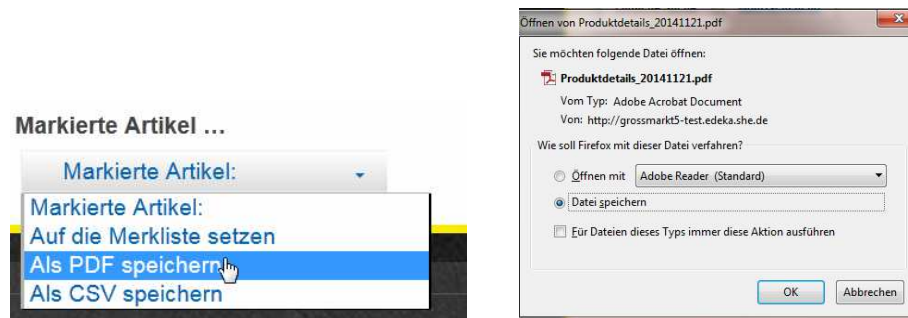 Markierte Artikel ...
Markierte Artikel:
Markierte Artikel:
Auf die Merkliste setzen
Als PDF speichern
Als CSV speichern
Öffnen von Produktdetails_20141121.pdf
Sie möchten folgende Datei öffnen:
Produktdetails_20141121.pdf
Vom Typ: Adobe Acrobat Document
Von: http://grossmarkt5-test.edeka.she.de
Wie soll Firefox mit dieser Datei verfahren?
Öffnen mit Adobe Reader (Standard)
Datei speichern
Für Dateien dieses Typs immer diese Aktion ausführen
OK Abbrechen